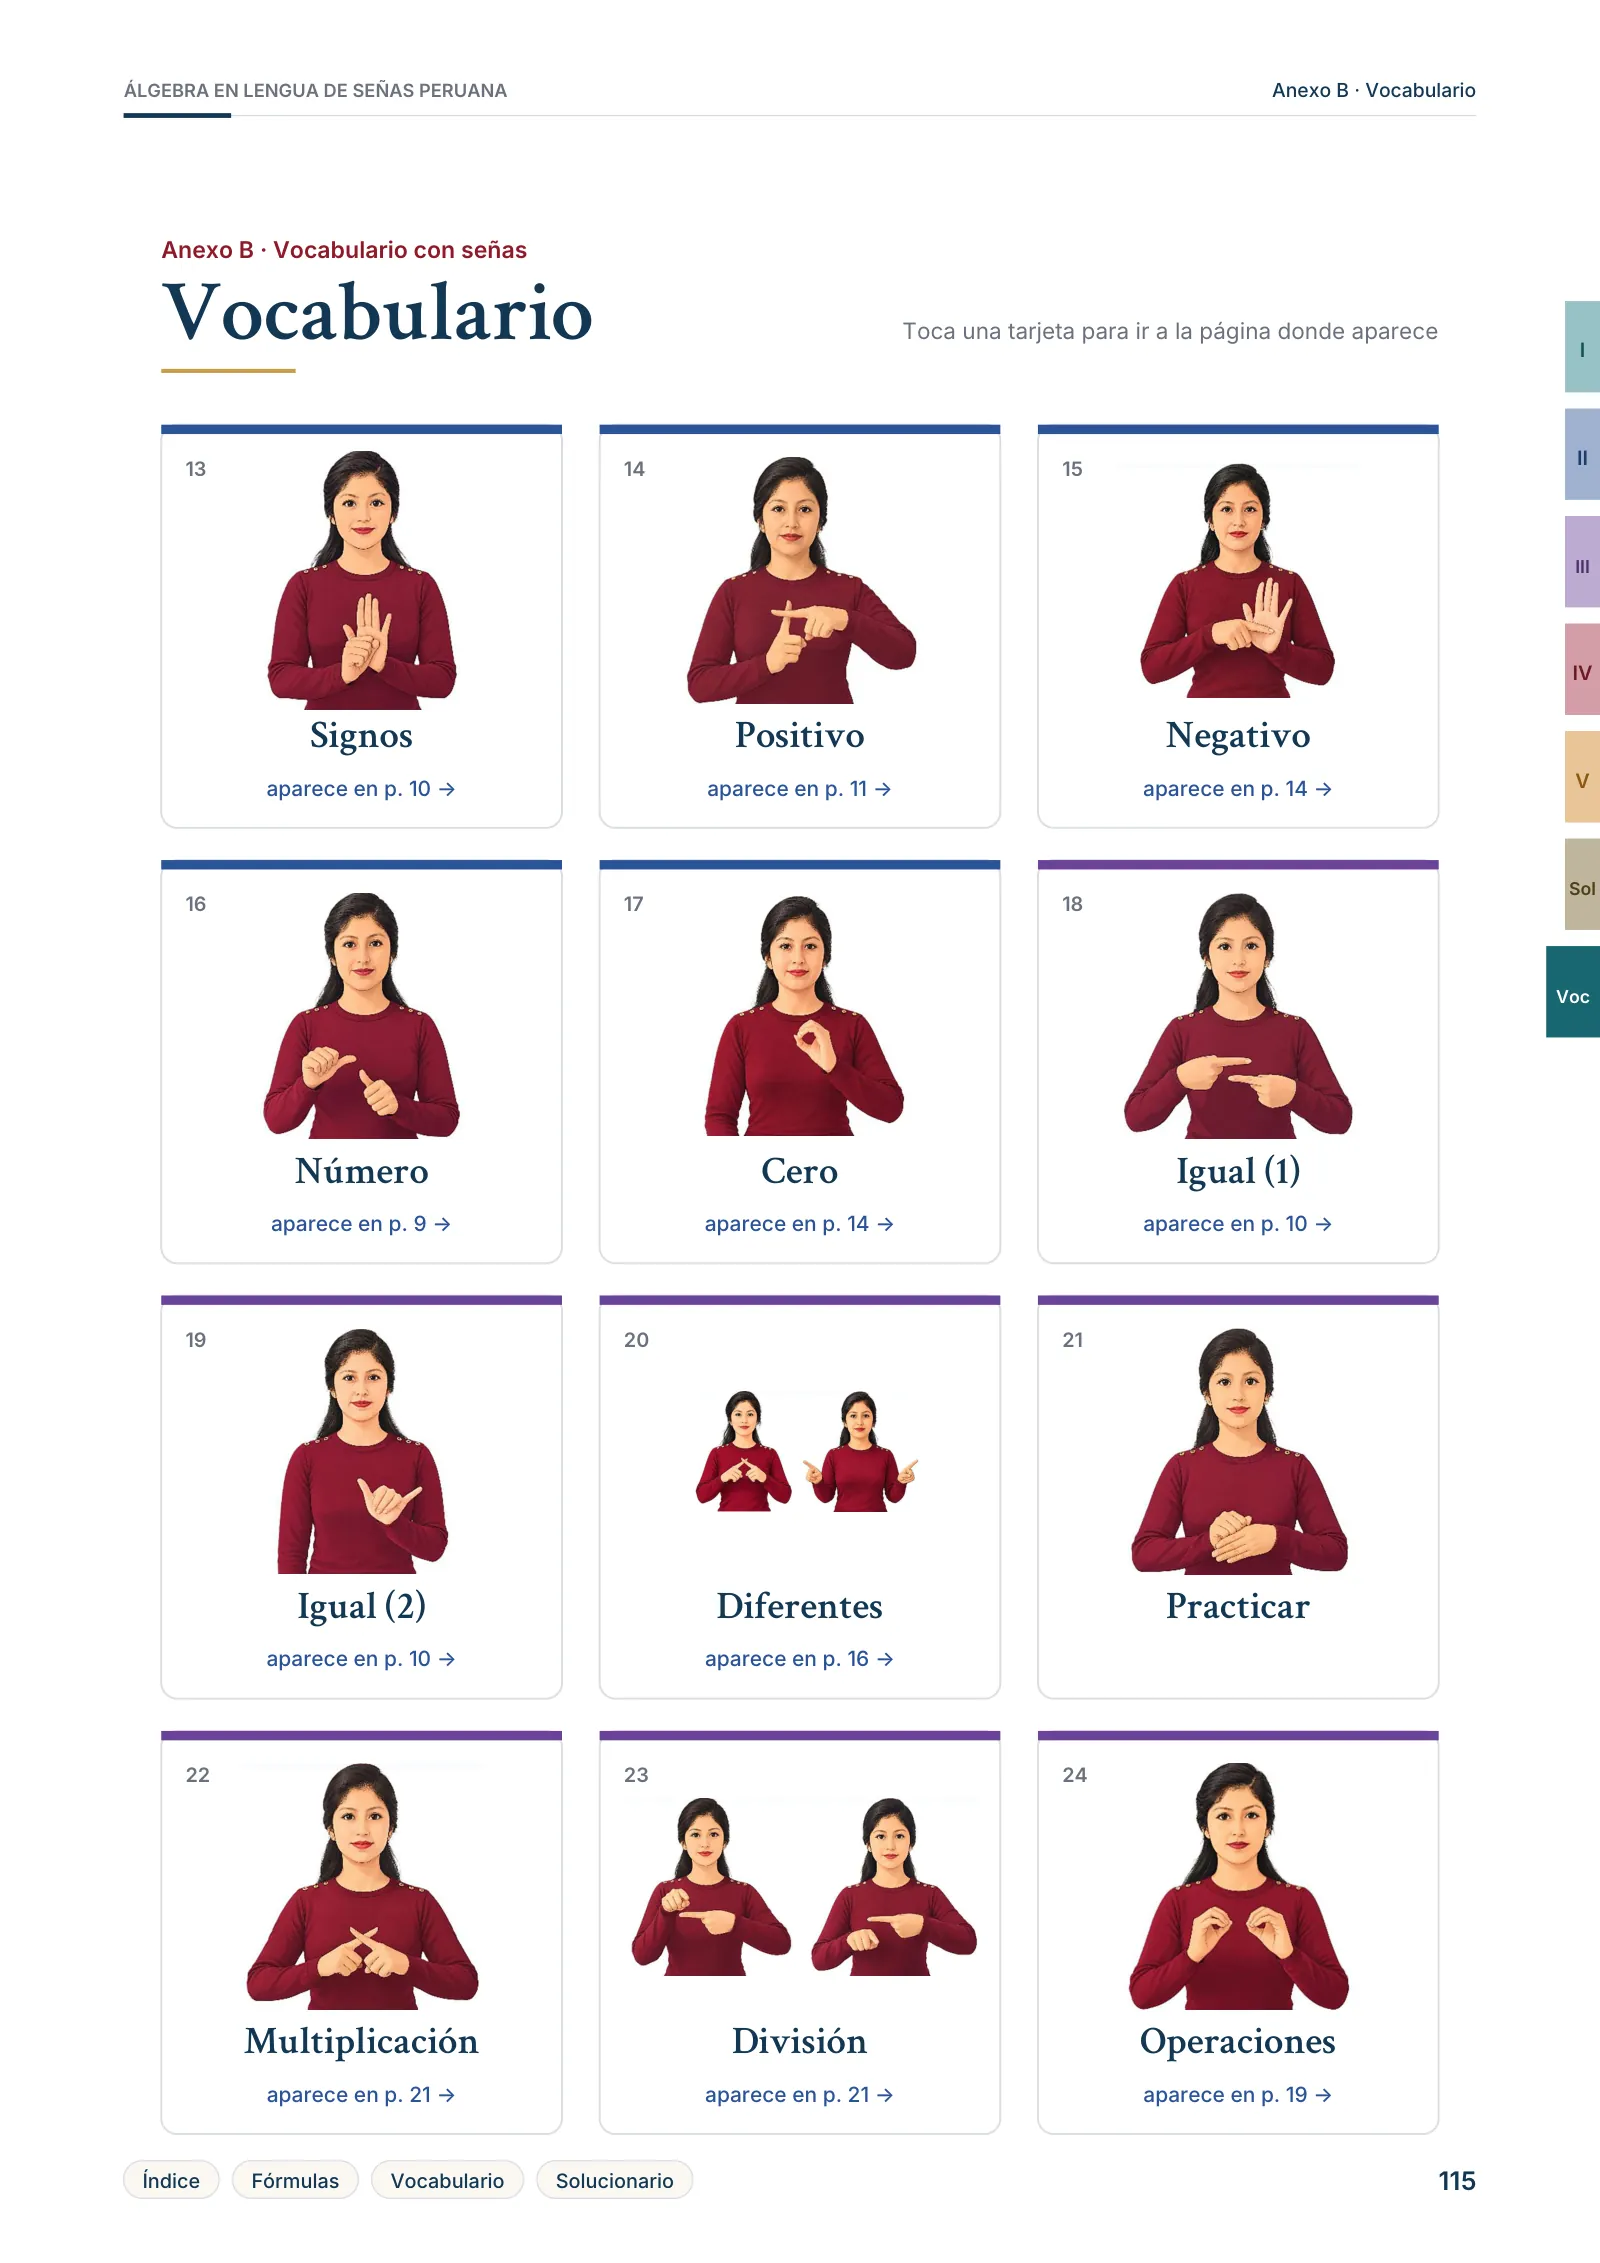 ÁLGEBRA EN LENGUA DE SEÑAS PERUANA
Anexo B · Vocabulario
Anexo B · Vocabulario con señas
Vocabulario
Toca una tarjeta para ir a la página donde aparece
13
Signos
aparece en p. 10 →
14
Positivo
aparece en p. 11 →
15
Negativo
aparece en p. 14 →
16
Número
aparece en p. 9 →
17
Cero
aparece en p. 14 →
18
Igual (1)
aparece en p. 10 →
19
Igual (2)
aparece en p. 10 →
20
Diferentes
aparece en p. 16 →
21
Practicar
22
Multiplicación
aparece en p. 21 →
23
División
aparece en p. 21 →
24
Operaciones
aparece en p. 19 →
I
II
III
IV
V
Sol
Voc
Índice
Fórmulas
Vocabulario
Solucionario
115